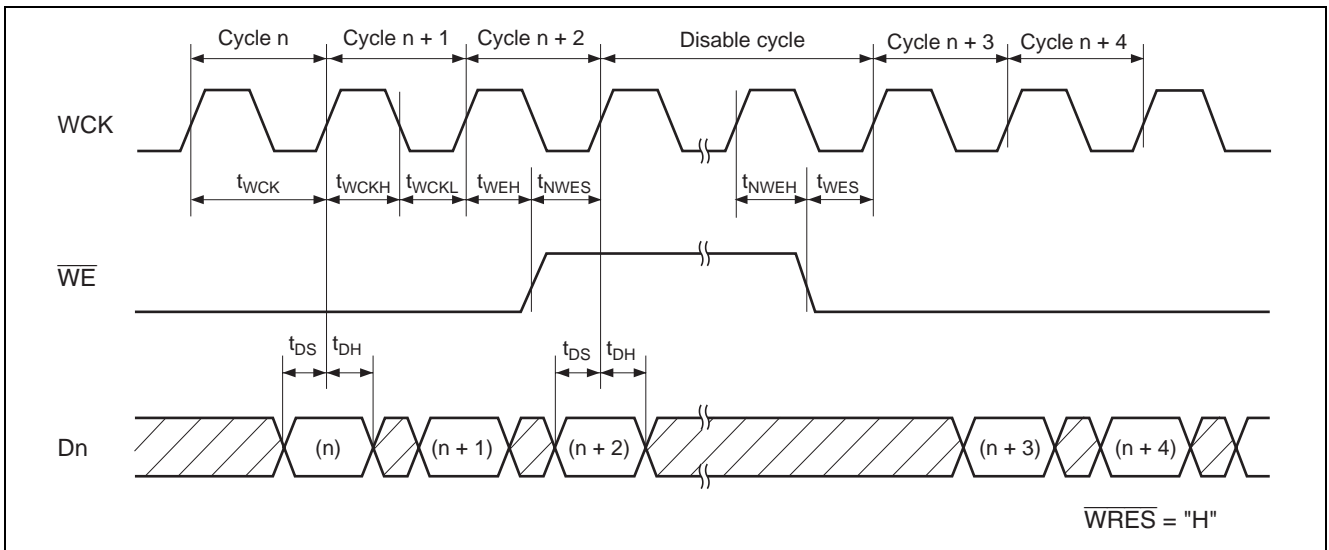 Cycle n Cycle n + 1 Cycle n + 2 Disable cycle Cycle n + 3 Cycle n + 4
WCK
tWCK tWCKH tWCKL tWEH tNWES tNWEH tWES
WE
tDS tDH tDS tDH
Dn (n) (n + 1) (n + 2) (n + 3) (n + 4)
WRES = "H"